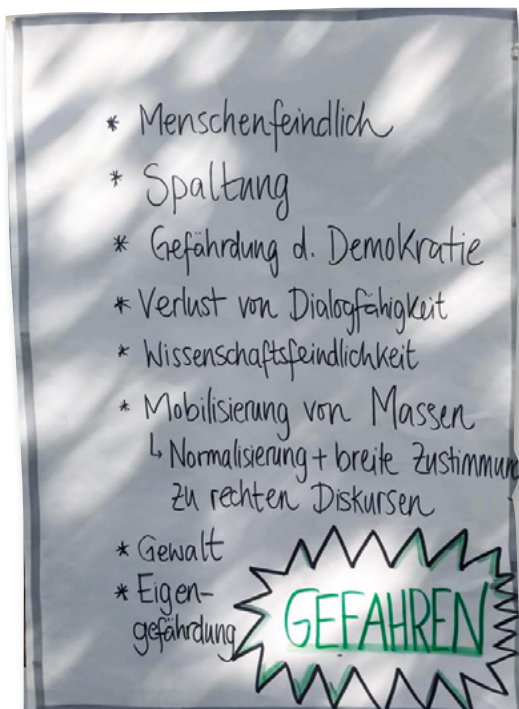 * Menschenfeindlich
* Spaltung
* Gefährdung d. Demokratie
* Verlust von Dialogfähigkeit
* Wissenschaftsfeindlichkeit
* Mobilisierung von Massen
↳ Normalisierung + breite Zustimmung
zu rechten Diskursen
* Gewalt
* Eigen-
gefährdung
GEFAHREN